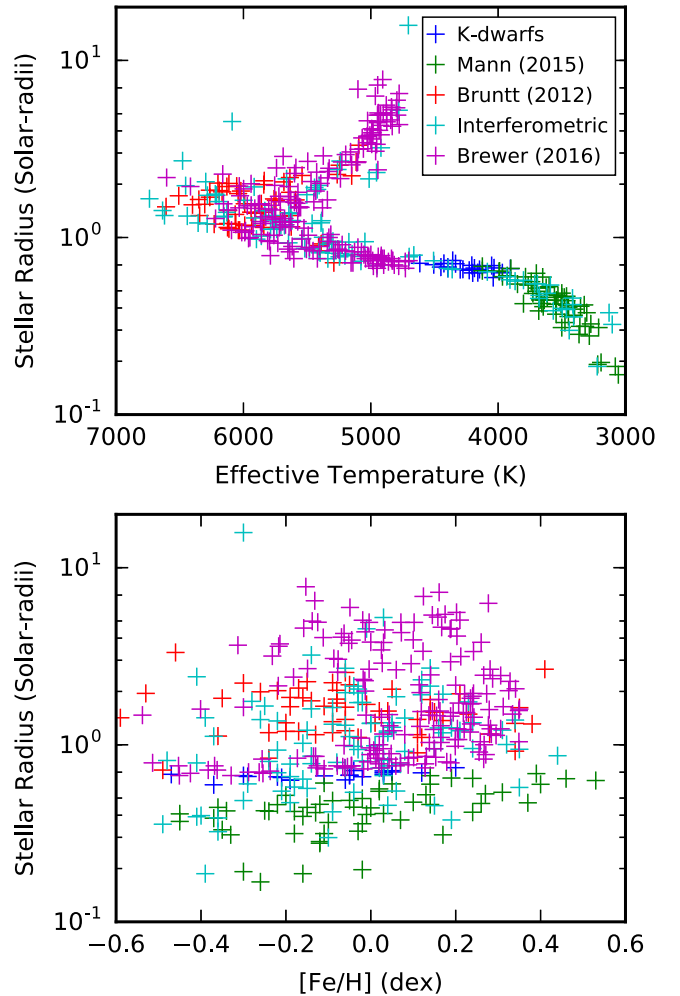 10^1
10^0
10^-1
Stellar Radius (Solar-radii)
K-dwarfs
Mann (2015)
Bruntt (2012)
Interferometric
Brewer (2016)
7000 6000 5000 4000 3000
Effective Temperature (K)
10^1
10^0
10^-1
Stellar Radius (Solar-radii)
−0.6 −0.4 −0.2 0.0 0.2 0.4 0.6
[Fe/H] (dex)